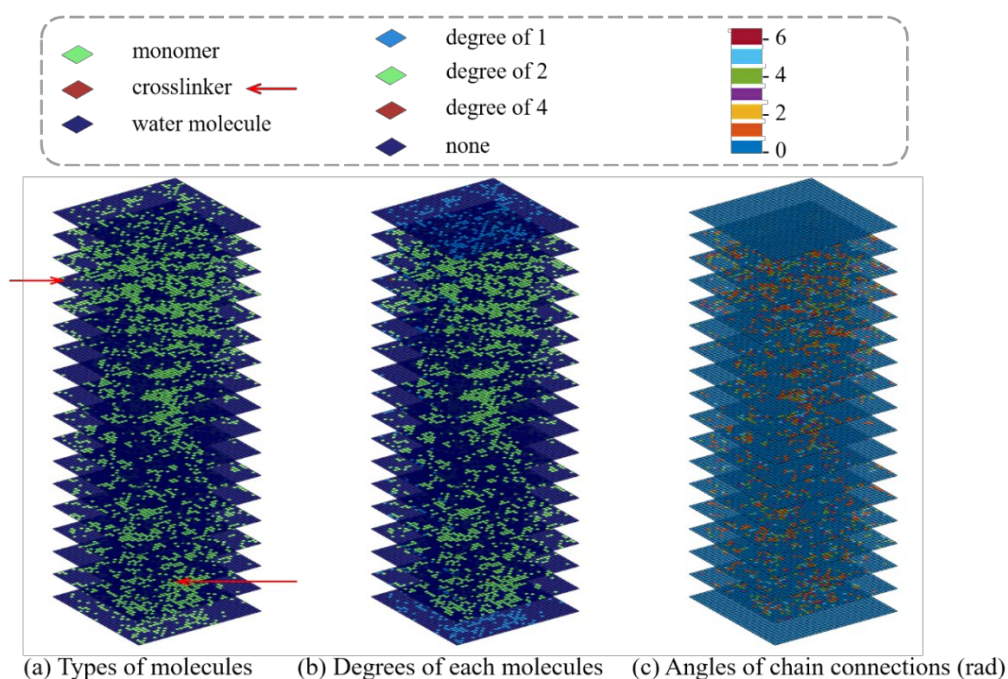 monomer
crosslinker
water molecule
degree of 1
degree of 2
degree of 4
none
6
4
2
0
(a) Types of molecules
(b) Degrees of each molecules
(c) Angles of chain connections (rad)